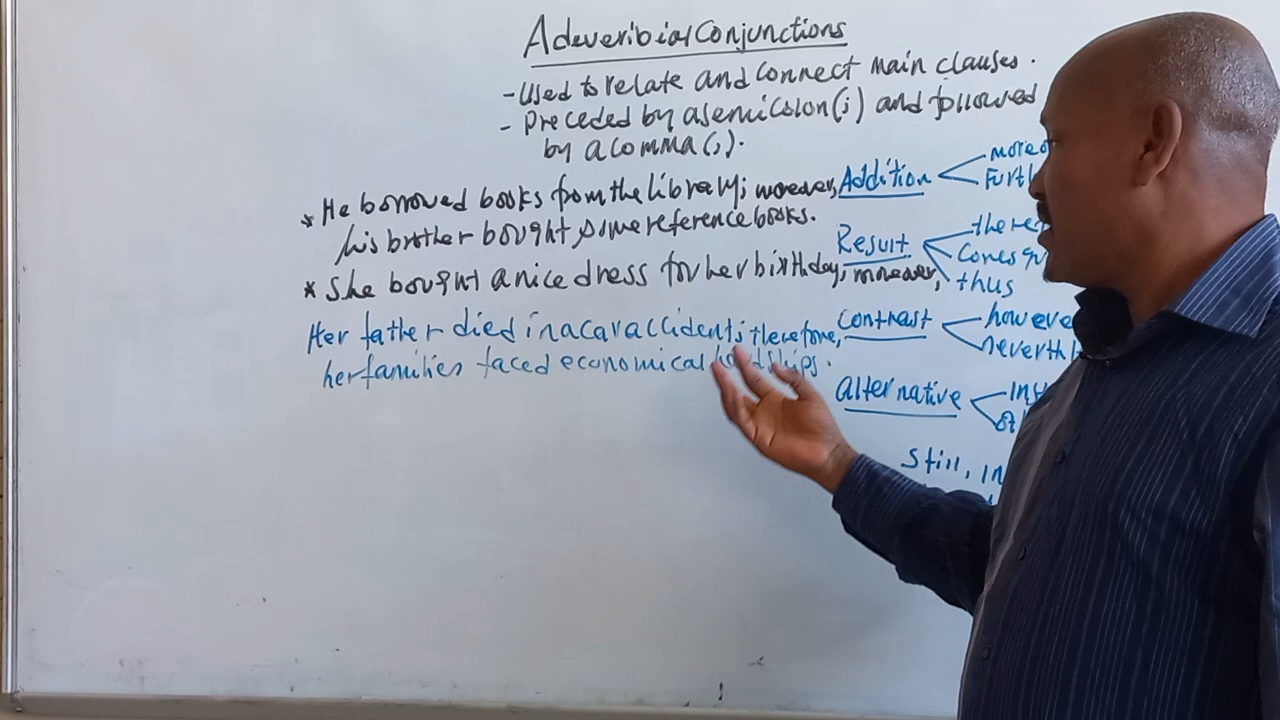 Adeveribial Conjunctions
- Used to relate and connect main clauses.
- Preceded by a semicolon (;) and followed
by a comma (,).
* He borrowed books from the library; moreover,
his brother bought some reference books.
* She bought a nice dress for her birthday; moreover,
Her father died in a car accident; therefore,
her families faced economical hardships.
Addition
Result
thus
Contrast
alternative
Still,